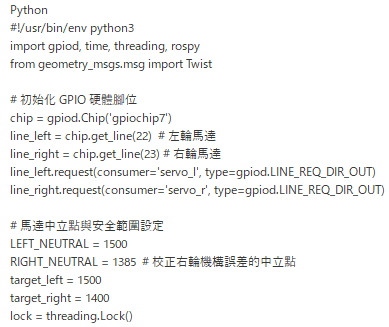 Python
#!/usr/bin/env python3
import gpiod, time, threading, rospy
from geometry_msgs.msg import Twist

# 初始化 GPIO 硬體腳位
chip = gpiod.Chip('gpiochip7')
line_left = chip.get_line(22)  # 左輪馬達
line_right = chip.get_line(23) # 右輪馬達
line_left.request(consumer='servo_l', type=gpiod.LINE_REQ_DIR_OUT)
line_right.request(consumer='servo_r', type=gpiod.LINE_REQ_DIR_OUT)

# 馬達中立點與安全範圍設定
LEFT_NEUTRAL = 1500
RIGHT_NEUTRAL = 1385  # 校正右輪機構誤差的中立點
target_left = 1500
target_right = 1400
lock = threading.Lock()